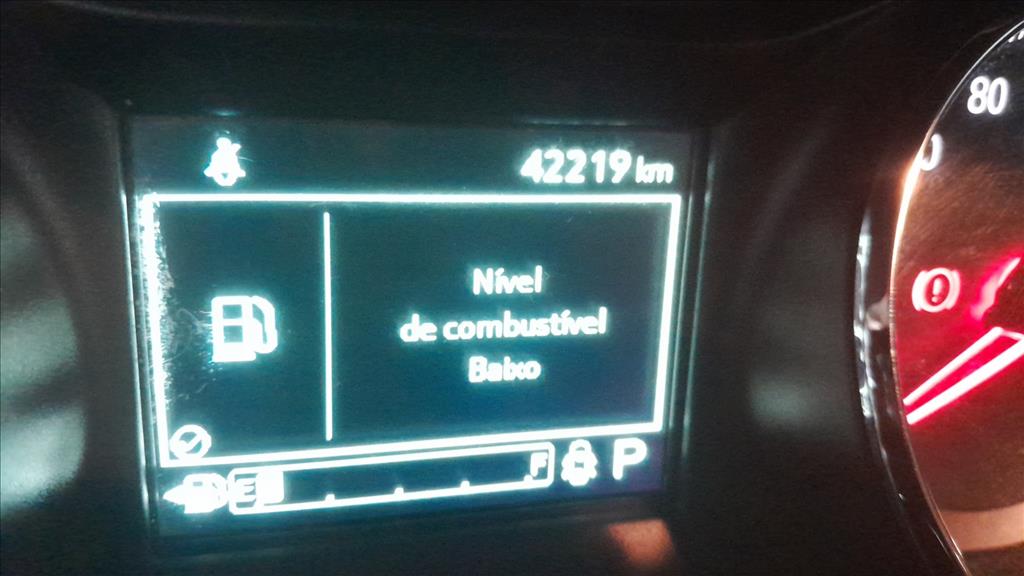 42219 km
Nível
de combustível
Baixo
E F P
80